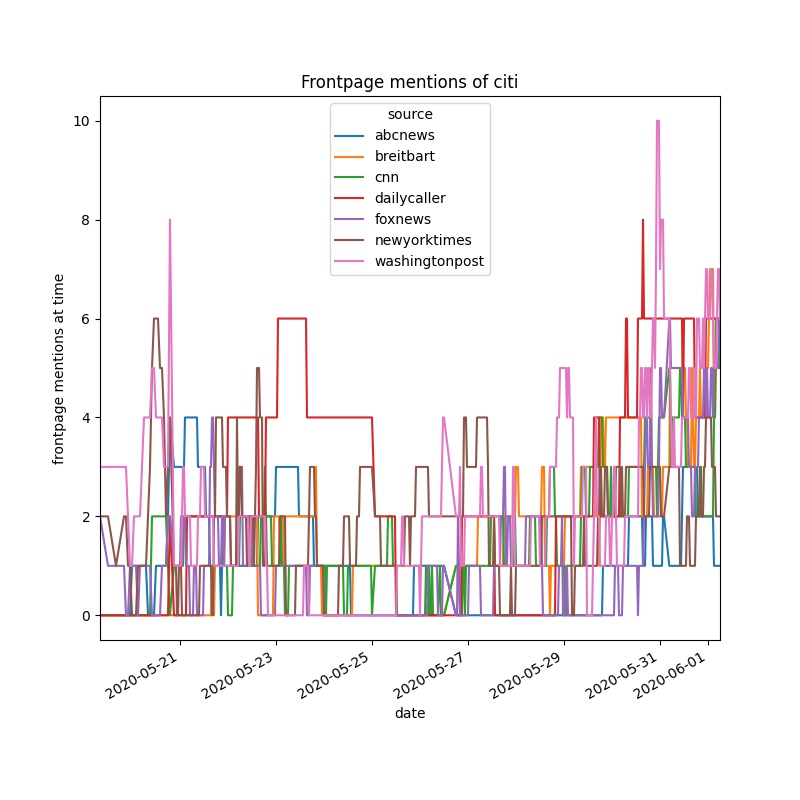 Frontpage mentions of citi
source
abcnews
breitbart
cnn
dailycaller
foxnews
newyorktimes
washingtonpost
frontpage mentions at time
10
8
6
4
2
0
2020-05-21
2020-05-23
2020-05-25
2020-05-27
2020-05-29
2020-05-31
2020-06-01
date